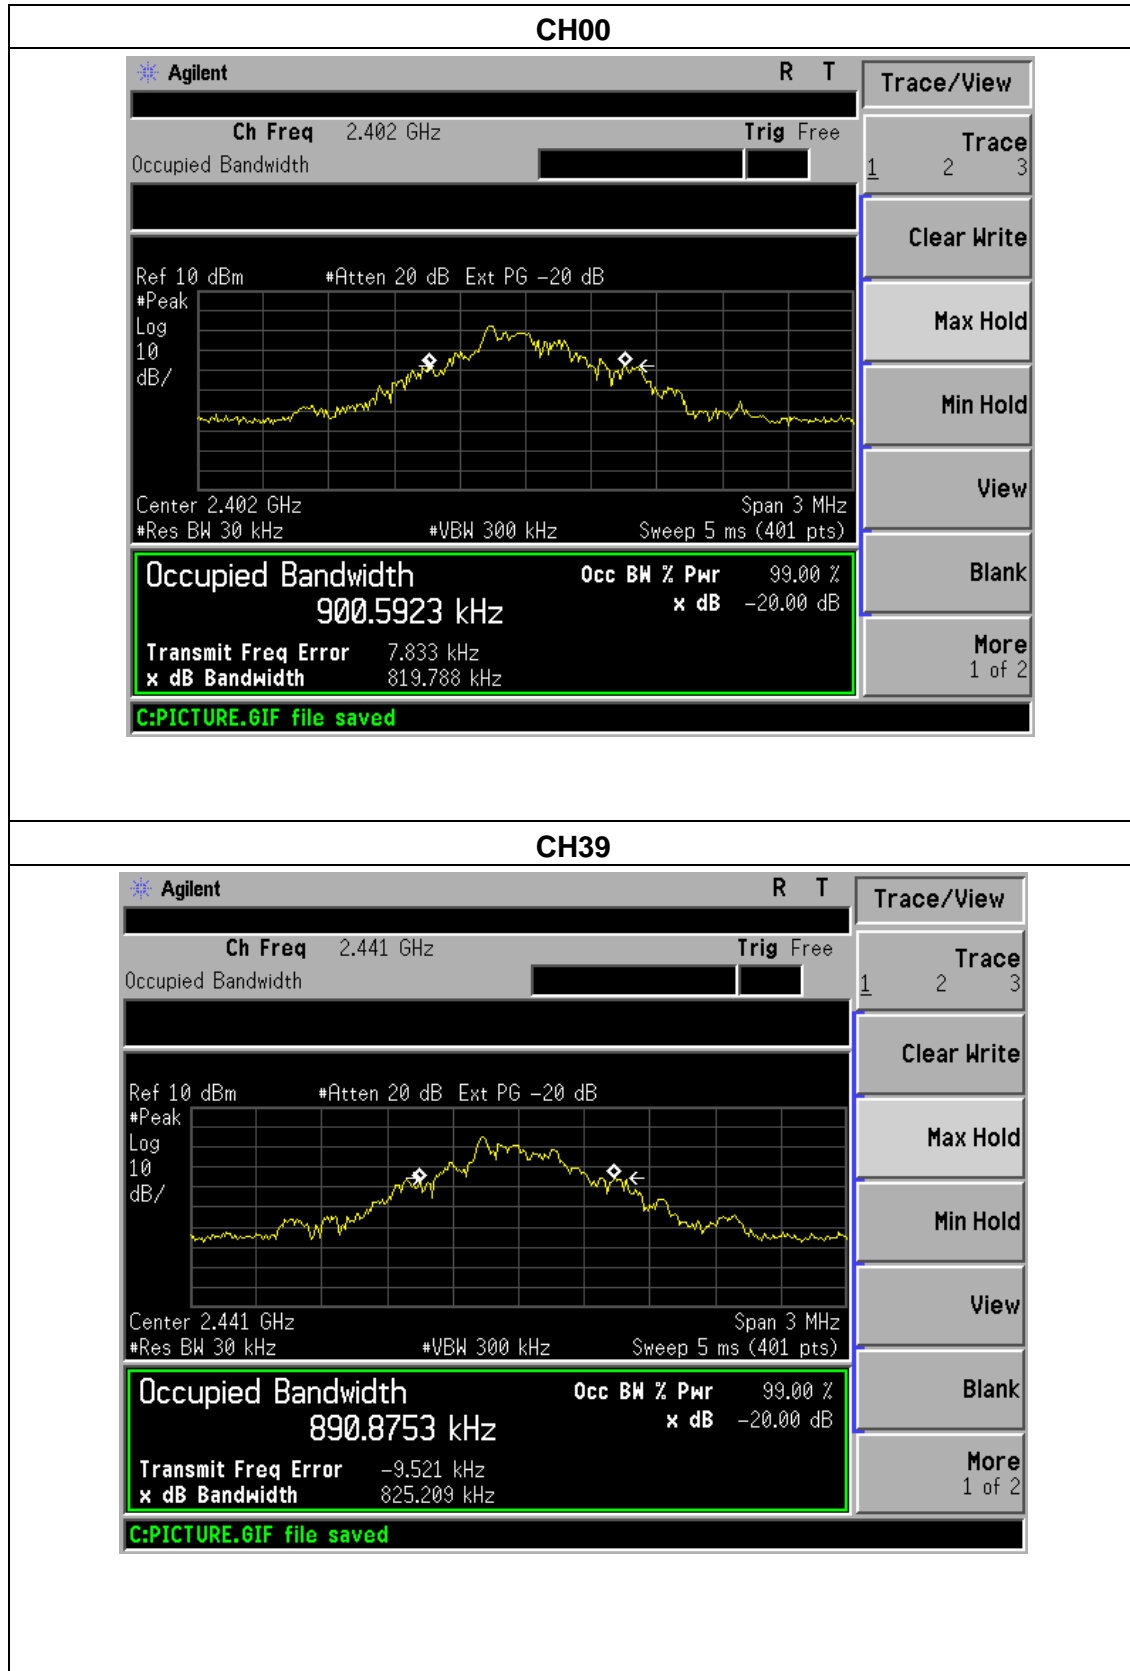 CH00
Agilent R T
Trace/View
Ch Freq 2.402 GHz Trig Free
Occupied Bandwidth
Trace
1 2 3
Clear Write
Max Hold
Min Hold
View
Blank
More
1 of 2
Ref 10 dBm #Atten 20 dB Ext PG -20 dB
#Peak
Log
10
dB/
Center 2.402 GHz Span 3 MHz
#Res BW 30 kHz #VBW 300 kHz Sweep 5 ms (401 pts)
Occupied Bandwidth Occ BW % Pwr 99.00 %
900.5923 kHz x dB -20.00 dB
Transmit Freq Error 7.833 kHz
x dB Bandwidth 819.788 kHz
C:PICTURE.GIF file saved
CH39
Agilent R T
Trace/View
Ch Freq 2.441 GHz Trig Free
Occupied Bandwidth
Trace
1 2 3
Clear Write
Max Hold
Min Hold
View
Blank
More
1 of 2
Ref 10 dBm #Atten 20 dB Ext PG -20 dB
#Peak
Log
10
dB/
Center 2.441 GHz Span 3 MHz
#Res BW 30 kHz #VBW 300 kHz Sweep 5 ms (401 pts)
Occupied Bandwidth Occ BW % Pwr 99.00 %
890.8753 kHz x dB -20.00 dB
Transmit Freq Error -9.521 kHz
x dB Bandwidth 825.209 kHz
C:PICTURE.GIF file saved